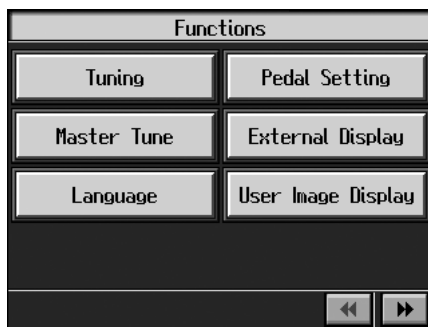 Functions
Tuning
Pedal Setting
Master Tune
External Display
Language
User Image Display